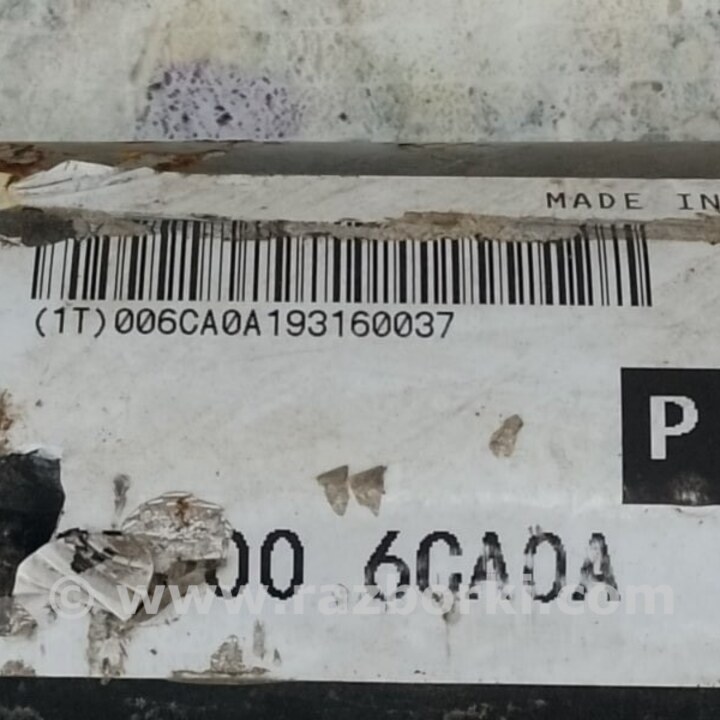 MADE IN
(1T)006CA0A193160037
P
00 6CA0A
© www.razborki.com